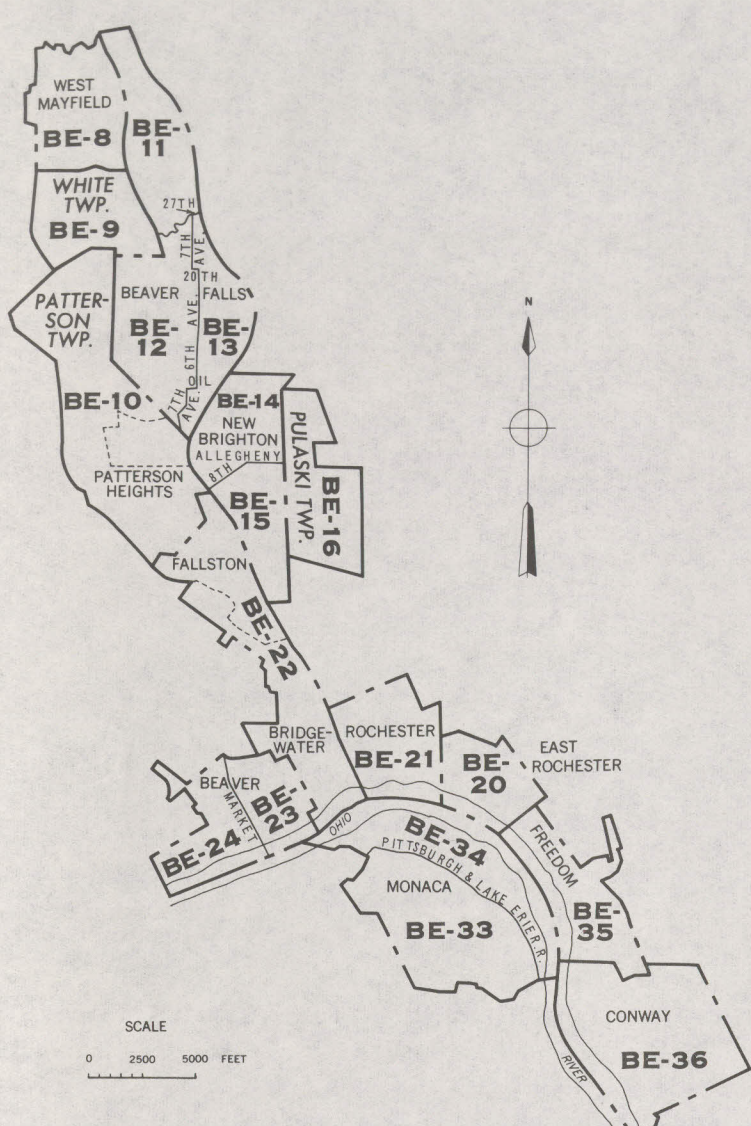 WEST
MAYFIELD
BE-8
BE-
11
WHITE
TWP.
BE-9
27TH
7TH
AVE.
20TH
PATTER-
SON
TWP.
BEAVER FALLS
BE-
12
6TH AVE.
BE-
13
OIL
7TH
AVE.
BE-10
BE-14
NEW
BRIGHTON
ALLEGHENY
8TH
PATTERSON
HEIGHTS
BE-
15
PULASKI TWP.
BE-16
N
FALLSTON
BE-22
BRIDGE-
WATER
ROCHESTER
BE-21
BE-
20
EAST
ROCHESTER
BEAVER
MARKET
BE-
23
BE-24
OHIO
BE-34
PITTSBURGH & LAKE ERIE R.R.
FREEDOM
MONACA
BE-33
BE-
35
CONWAY
BE-36
RIVER
SCALE
0 2500 5000 FEET